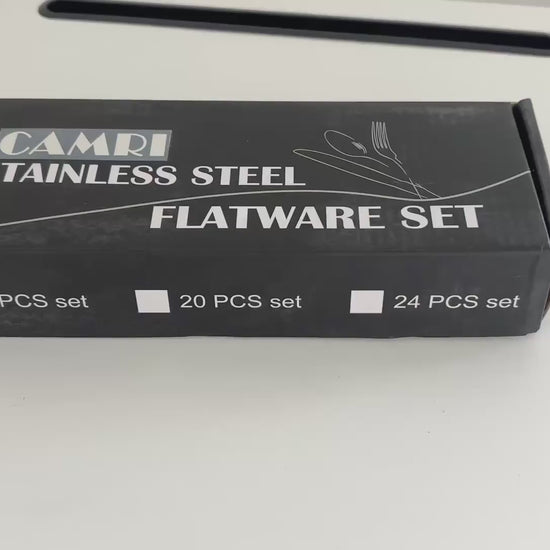 CAMRI
TAINLESS STEEL
FLATWARE SET
PCS set 20 PCS set 24 PCS set